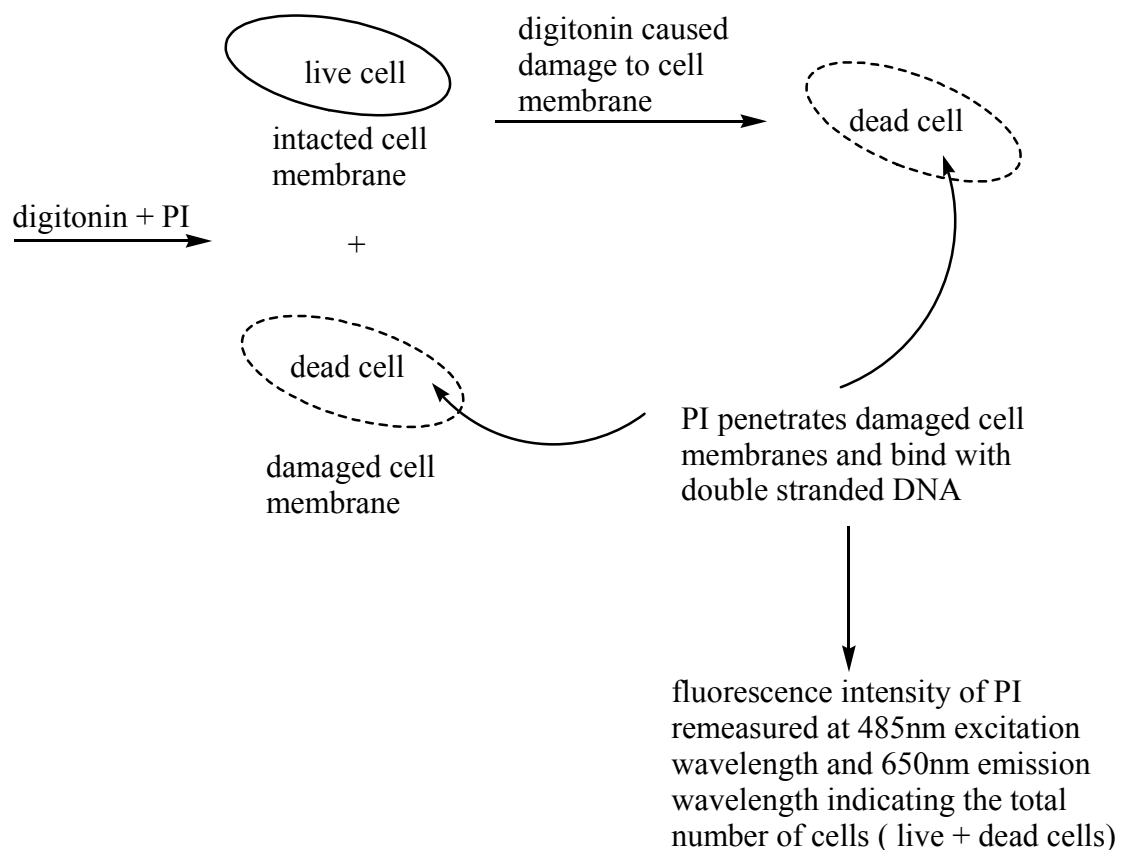 live cell
intacted cell
membrane
digitonin caused
damage to cell
membrane
dead cell
digitonin + PI
+
dead cell
damaged cell
membrane
PI penetrates damaged cell
membranes and bind with
double stranded DNA
fluorescence intensity of PI
remeasured at 485nm excitation
wavelength and 650nm emission
wavelength indicating the total
number of cells ( live + dead cells)